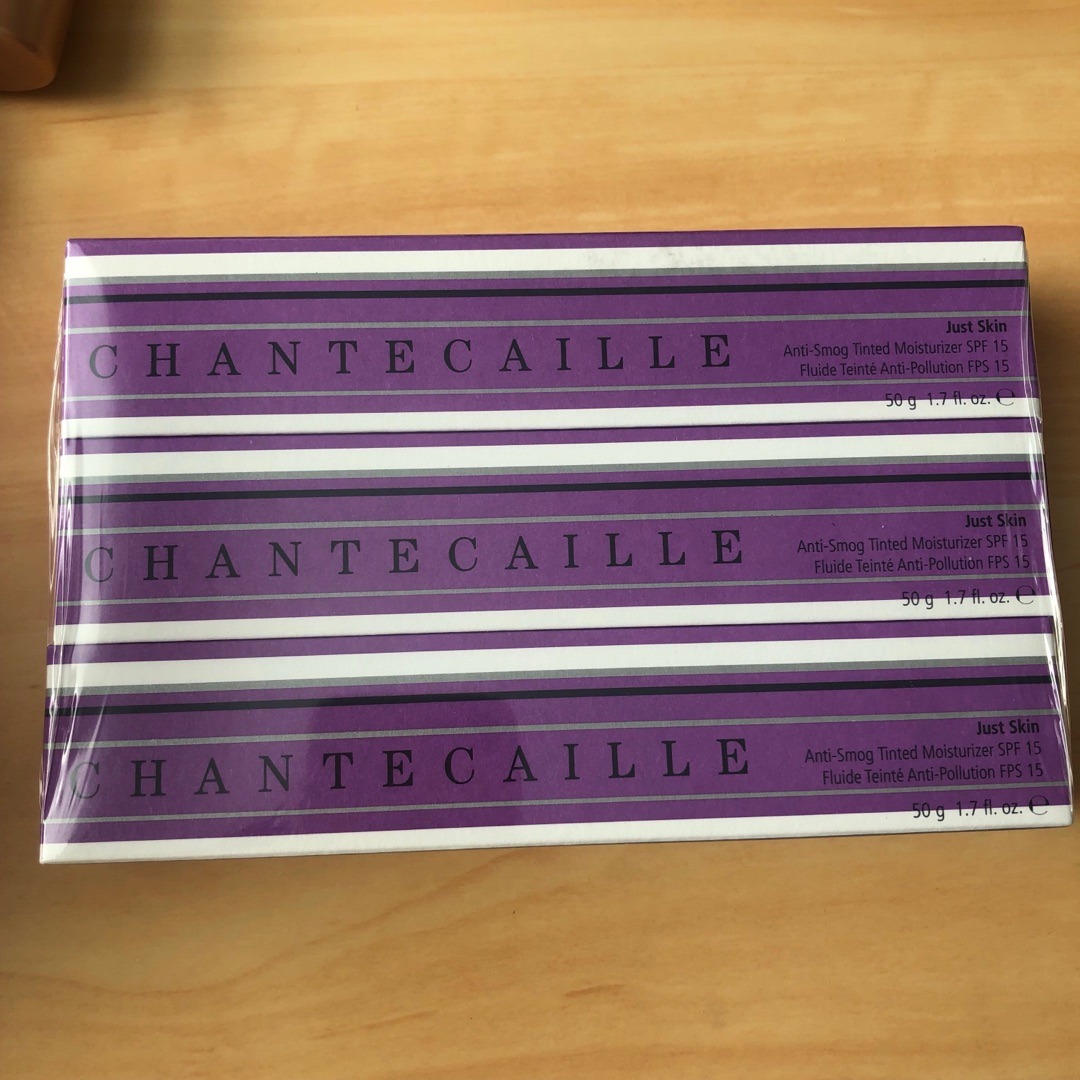 CHANTECAILLE
Just Skin
Anti-Smog Tinted Moisturizer SPF 15
Fluide Teinté Anti-Pollution FPS 15
50 g 1.7 fl. oz. ℮
CHANTECAILLE
Just Skin
Anti-Smog Tinted Moisturizer SPF 15
Fluide Teinté Anti-Pollution FPS 15
50 g 1.7 fl. oz. ℮
CHANTECAILLE
Just Skin
Anti-Smog Tinted Moisturizer SPF 15
Fluide Teinté Anti-Pollution FPS 15
50 g 1.7 fl. oz. ℮